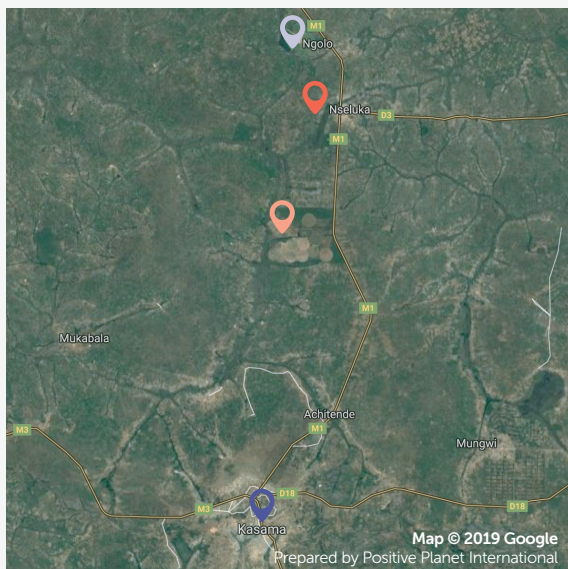 M1
Ngolo
Nseluka
D3
M1
M1
Mukabala
Achitende
M3
M1
Mungwi
D18
M3
D18
Kasama
Map © 2019 Google
Prepared by Positive Planet International